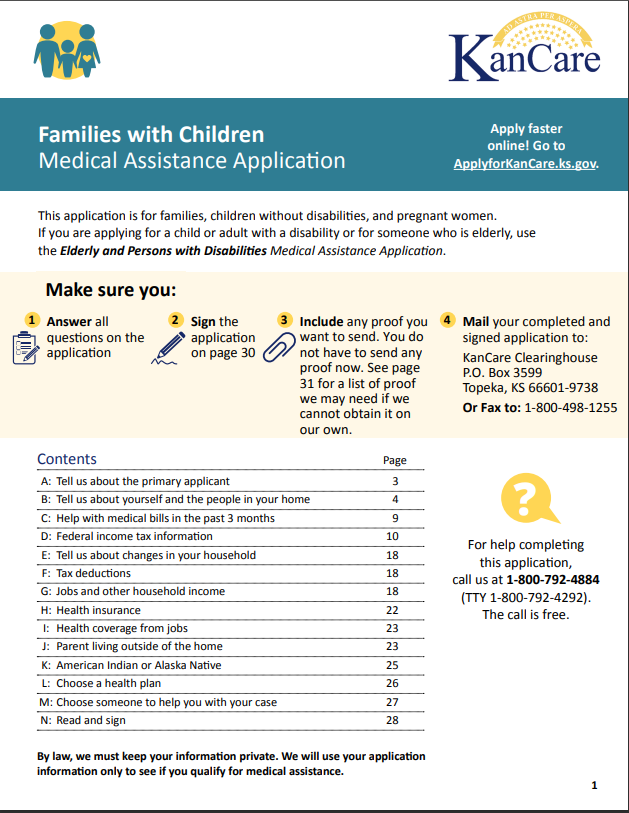 AD ASTRA PER ASPERA
KanCare
Families with Children
Medical Assistance Application
Apply faster
online! Go to
ApplyforKanCare.ks.gov.
This application is for families, children without disabilities, and pregnant women.
If you are applying for a child or adult with a disability or for someone who is elderly, use
the Elderly and Persons with Disabilities Medical Assistance Application.
Make sure you:
1 Answer all
questions on the
application
2 Sign the
application
on page 30
3 Include any proof you
want to send. You do
not have to send any
proof now. See page
31 for a list of proof
we may need if we
cannot obtain it on
our own.
4 Mail your completed and
signed application to:
KanCare Clearinghouse
P.O. Box 3599
Topeka, KS 66601-9738
Or Fax to: 1-800-498-1255
Contents Page
A: Tell us about the primary applicant 3
B: Tell us about yourself and the people in your home 4
C: Help with medical bills in the past 3 months 9
D: Federal income tax information 10
E: Tell us about changes in your household 18
F: Tax deductions 18
G: Jobs and other household income 18
H: Health insurance 22
I: Health coverage from jobs 23
J: Parent living outside of the home 23
K: American Indian or Alaska Native 25
L: Choose a health plan 26
M: Choose someone to help you with your case 27
N: Read and sign 28
?
For help completing
this application,
call us at 1-800-792-4884
(TTY 1-800-792-4292).
The call is free.
By law, we must keep your information private. We will use your application
information only to see if you qualify for medical assistance.
1